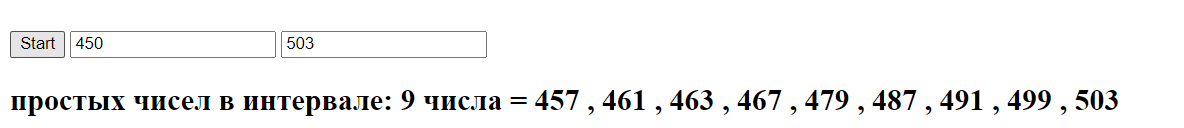 Start 450 503
простых чисел в интервале: 9 числа = 457 , 461 , 463 , 467 , 479 , 487 , 491 , 499 , 503